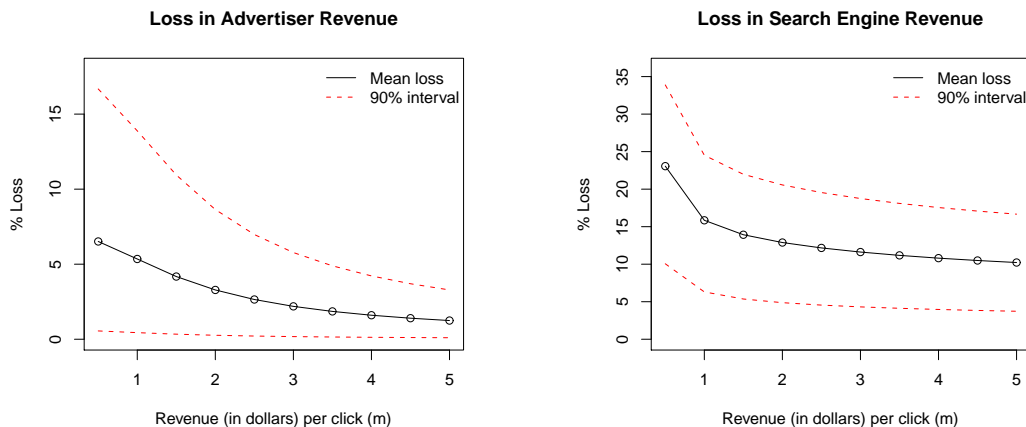 Loss in Advertiser Revenue
Mean loss
90% interval
% Loss
15
10
5
0
1 2 3 4 5
Revenue (in dollars) per click (m)
Loss in Search Engine Revenue
Mean loss
90% interval
% Loss
35
30
25
20
15
10
5
0
1 2 3 4 5
Revenue (in dollars) per click (m)